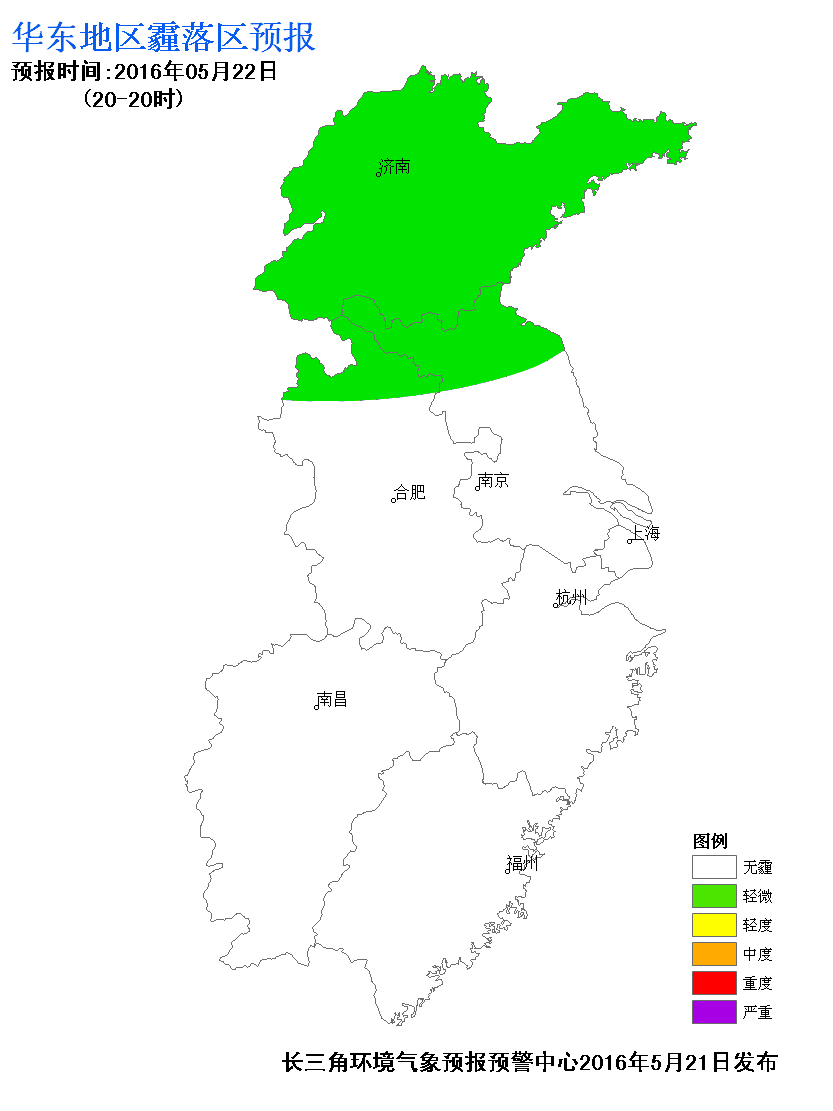 华东地区霾落区预报
预报时间:2016年05月22日
(20-20时)
济南
合肥
南京
上海
杭州
南昌
福州
图例
无霾
轻微
轻度
中度
重度
严重
长三角环境气象预报预警中心2016年5月21日发布